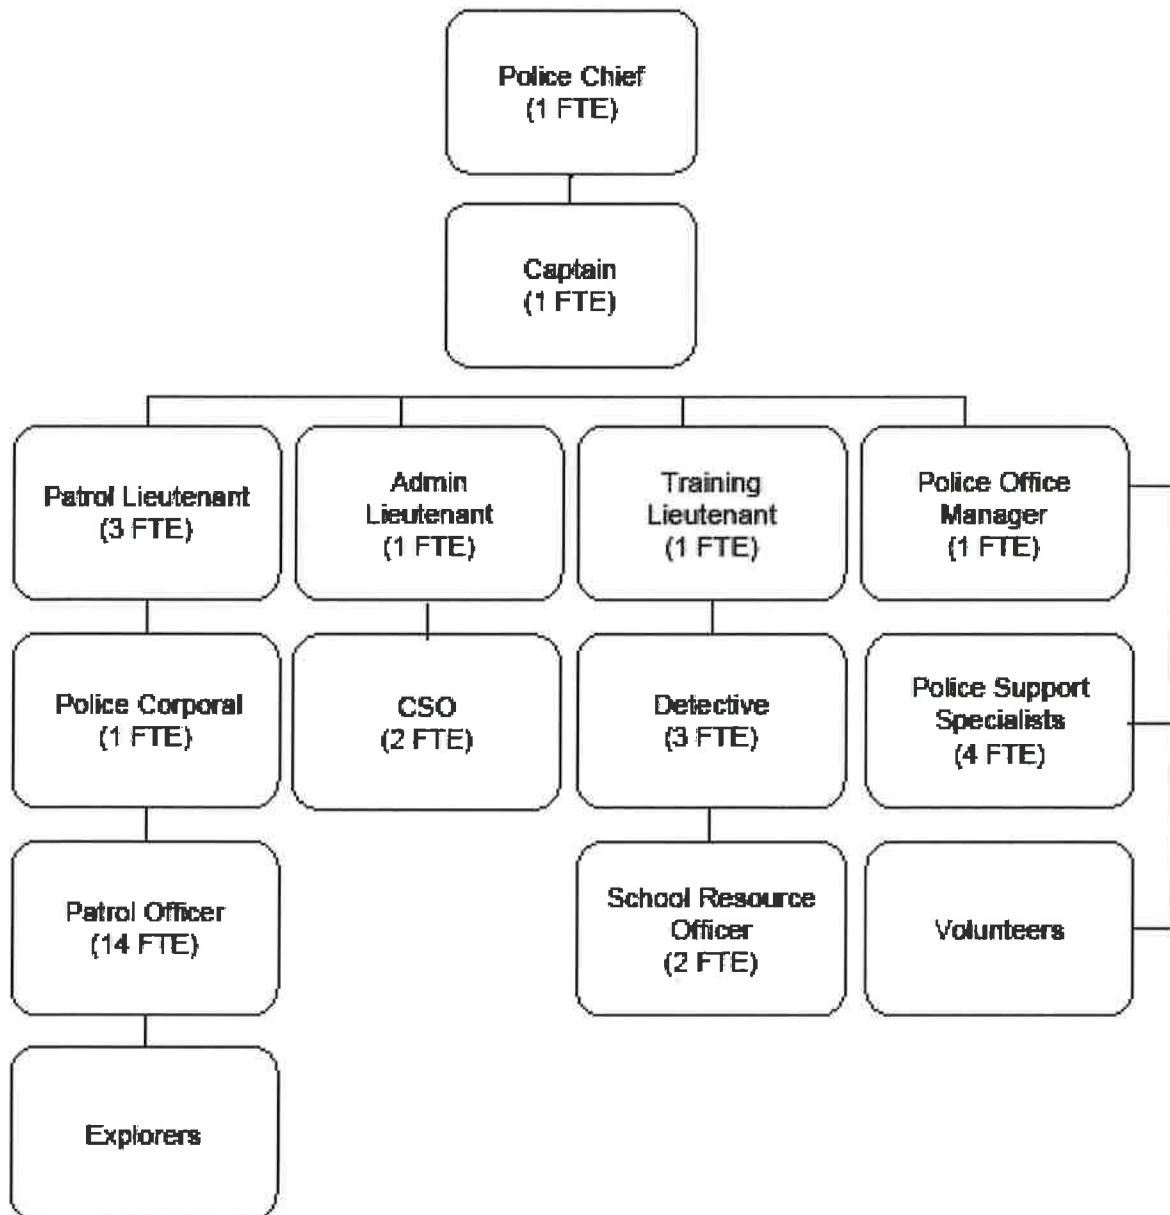 Police Chief
(1 FTE)
Captain
(1 FTE)
Patrol Lieutenant
(3 FTE)
Admin
Lieutenant
(1 FTE)
Training
Lieutenant
(1 FTE)
Police Office
Manager
(1 FTE)
Police Corporal
(1 FTE)
CSO
(2 FTE)
Detective
(3 FTE)
Police Support
Specialists
(4 FTE)
Patrol Officer
(14 FTE)
School Resource
Officer
(2 FTE)
Volunteers
Explorers